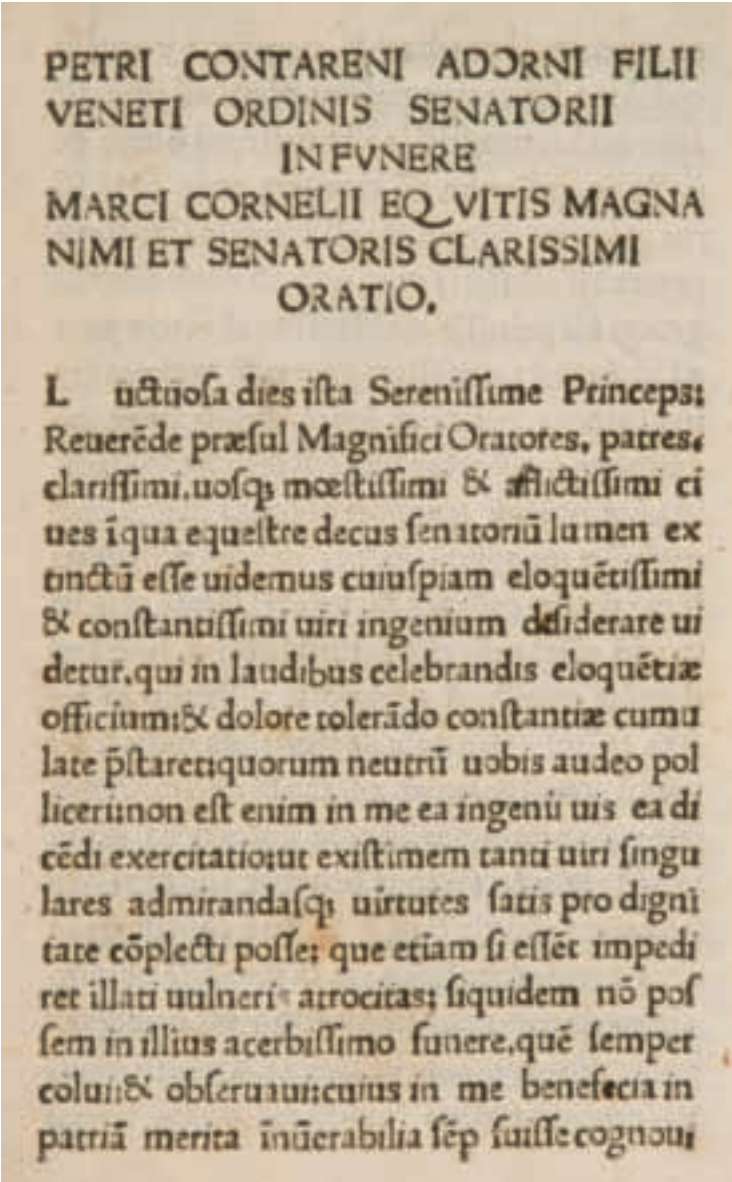 PETRI CONTARENI ADORNI FILII
VENETI ORDINIS SENATORII
IN FVNERE
MARCI CORNELII EQVITIS MAGNA
NIMI ET SENATORIS CLARISSIMI
ORATIO.
L uctuoſa dies iſta Sereniſſime Princeps:
Reuerēde præſul Magnifici Oratores, patres,
clariſſimi.uoſq; mœſtiſſimi & afflictiſſimi ci
ues īqua equeſtre decus ſenatoriū lumen ex
tinctū eſſe uidemus cuiuſpiam eloquētiſſimi
& conſtantiſſimi uiri ingenium deſiderare ui
detur.qui in laudibus celebrandis eloquētiæ
officium:& dolore tolerādo conſtantiæ cumu
late p̄ſtaret:quorum neutrū uobis audeo pol
liceri:non eſt enim in me ea ingenii uis ea di
cēdi exercitatio:ut exiſtimem tanti uiri ſingu
lares admirandaſq; uirtutes ſatis pro digni
tate cōplecti poſſe: que etiam ſi eſſēt impedi
ret illati uulneris atrocitas: ſiquidem nō poſ
ſem in illius acerbiſſimo funere.quē ſemper
colui:& obſeruaui:cuius in me benefecia in
patriā merita īnūerabilia ſēp fuiſſe cognoui